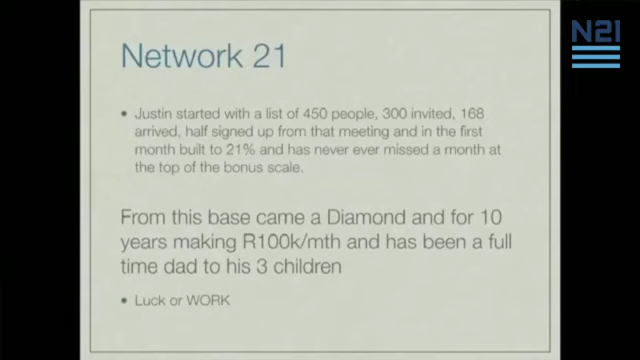 N21
Network 21
• Justin started with a list of 450 people, 300 invited, 168
arrived, half signed up from that meeting and in the first
month built to 21% and has never ever missed a month at
the top of the bonus scale.
From this base came a Diamond and for 10
years making R100k/mth and has been a full
time dad to his 3 children
• Luck or WORK